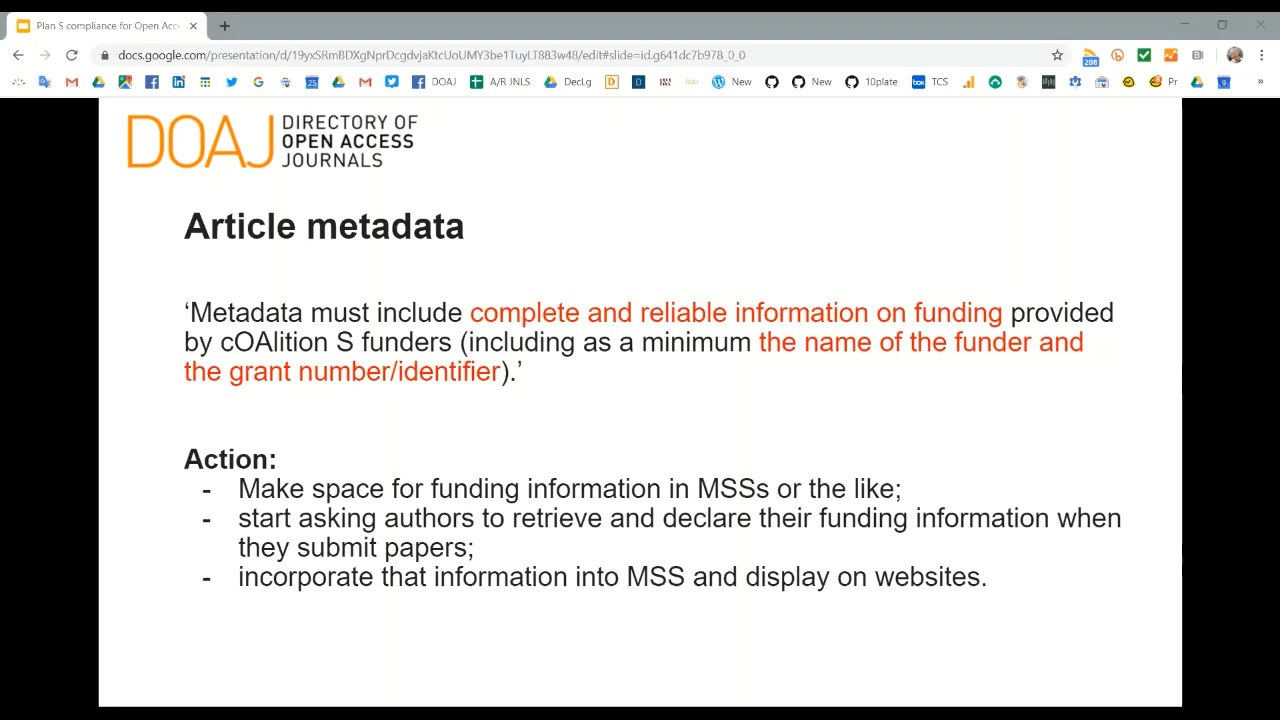 Plan S compliance for Open Acc
docs.google.com/presentation/d/19yxSRmBDXgNprDcgdvjaKtcUoUMY3be1TuyLT883w48/edit#slide=id.g641dc7b978_0_0
208
25
DOAJ
A/R JNLS
DecLg
D
D
New
New
10plate
box
TCS
Pr
9
»
DOAJ
DIRECTORY OF
OPEN ACCESS
JOURNALS
Article metadata
‘Metadata must include complete and reliable information on funding provided
by cOAlition S funders (including as a minimum the name of the funder and
the grant number/identifier).’
Action:
- Make space for funding information in MSSs or the like;
- start asking authors to retrieve and declare their funding information when
they submit papers;
- incorporate that information into MSS and display on websites.